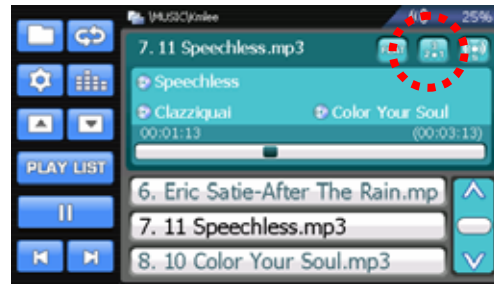 \MUSIC\Kmlee
25%
7. 11 Speechless.mp3
Speechless
Clazziquai
Color Your Soul
00:01:13
(00:03:13)
PLAY LIST
6. Eric Satie-After The Rain.mp
7. 11 Speechless.mp3
8. 10 Color Your Soul.mp3